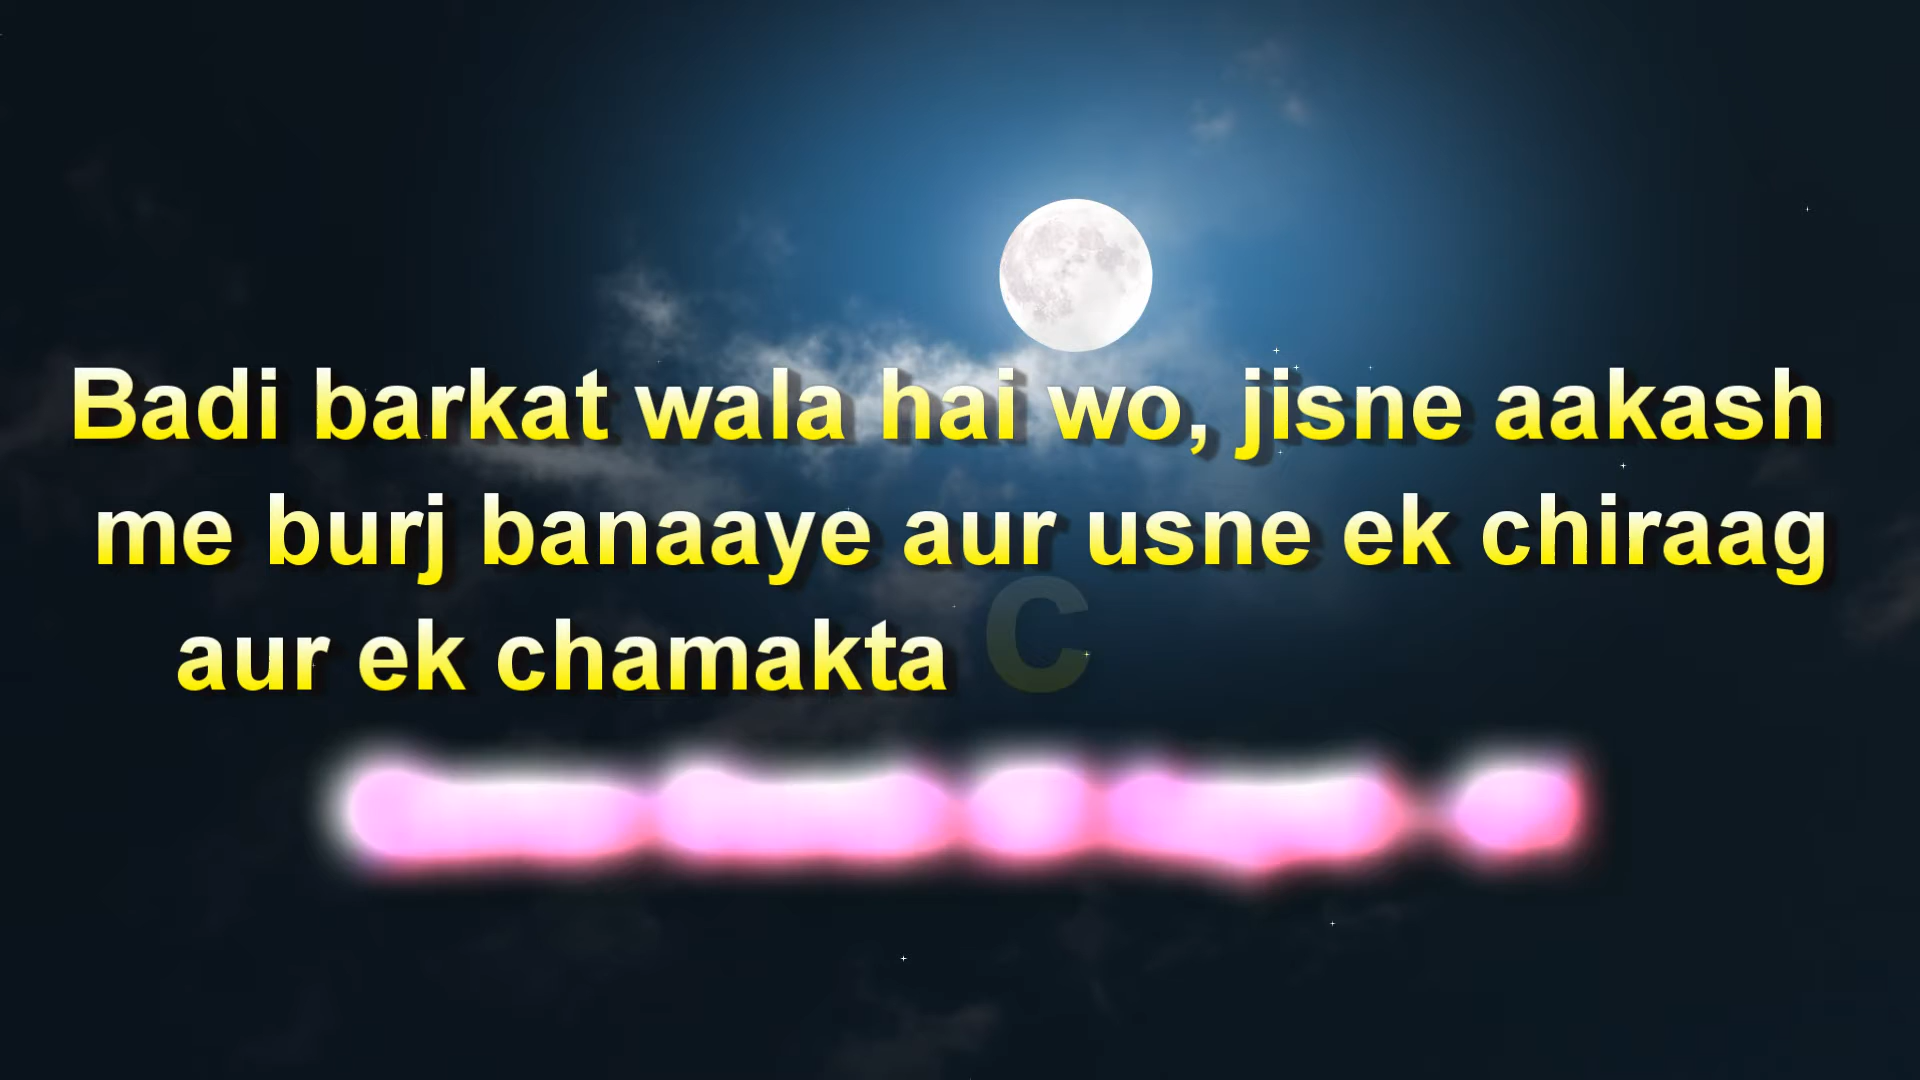 Badi barkat wala hai wo, jisne aakash
me burj banaaye aur usne ek chiraag
aur ek chamakta c